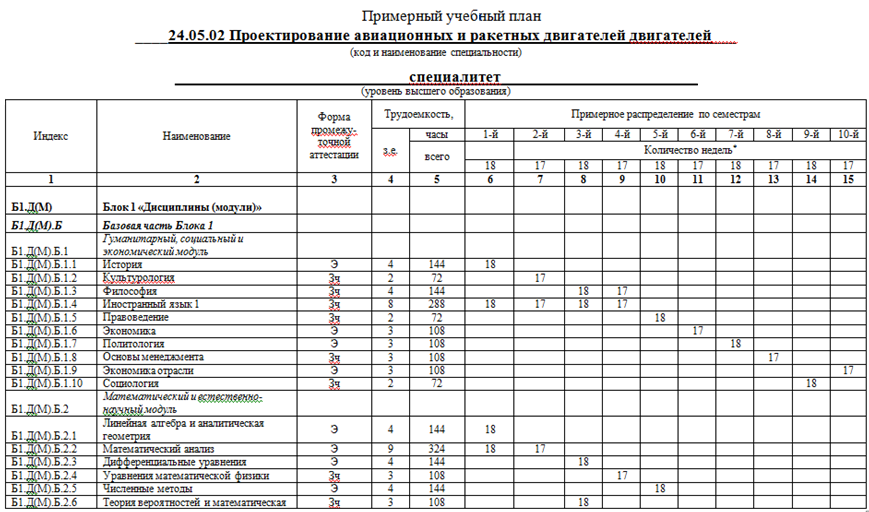 Примерный учебный план
24.05.02 Проектирование авиационных и ракетных двигателей двигателей
(код и наименование специальности)
специалитет
(уровень высшего образования)
Индекс Наименование Форма промежу-точной аттестации Трудоемкость, Примерное распределение по семестрам
з.е. часы 1-й 2-й 3-й 4-й 5-й 6-й 7-й 8-й 9-й 10-й
всего Количество недель*
18 17 18 17 18 17 18 17 18 17
1 2 3 4 5 6 7 8 9 10 11 12 13 14 15
Б1.Д(М) Блок 1 «Дисциплины (модули)»
Б1.Д(М).Б Базовая часть Блока 1
Б1.Д(М).Б.1 Гуманитарный, социальный и
экономический модуль
Б1.Д(М).Б.1.1 История Э 4 144 18
Б1.Д(М).Б.1.2 Культурология Зч 2 72 17
Б1.Д(М).Б.1.3 Философия Зч 4 144 18 17
Б1.Д(М).Б.1.4 Иностранный язык 1 Зч 8 288 18 17 18 17
Б1.Д(М).Б.1.5 Правоведение Зч 2 72 18
Б1.Д(М).Б.1.6 Экономика Э 3 108 17
Б1.Д(М).Б.1.7 Политология Э 3 108 18
Б1.Д(М).Б.1.8 Основы менеджмента Зч 3 108 17
Б1.Д(М).Б.1.9 Экономика отрасли Э 3 108 17
Б1.Д(М).Б.1.10 Социология Зч 2 72 18
Б1.Д(М).Б.2 Математический и естественно-
научный модуль
Б1.Д(М).Б.2.1 Линейная алгебра и аналитическая
геометрия Э 4 144 18
Б1.Д(М).Б.2.2 Математический анализ Э 9 324 18 17
Б1.Д(М).Б.2.3 Дифференциальные уравнения Э 4 144 18
Б1.Д(М).Б.2.4 Уравнения математической физики Зч 3 108 17
Б1.Д(М).Б.2.5 Численные методы Э 4 144 18
Б1.Д(М).Б.2.6 Теория вероятностей и математическая Зч 3 108 18